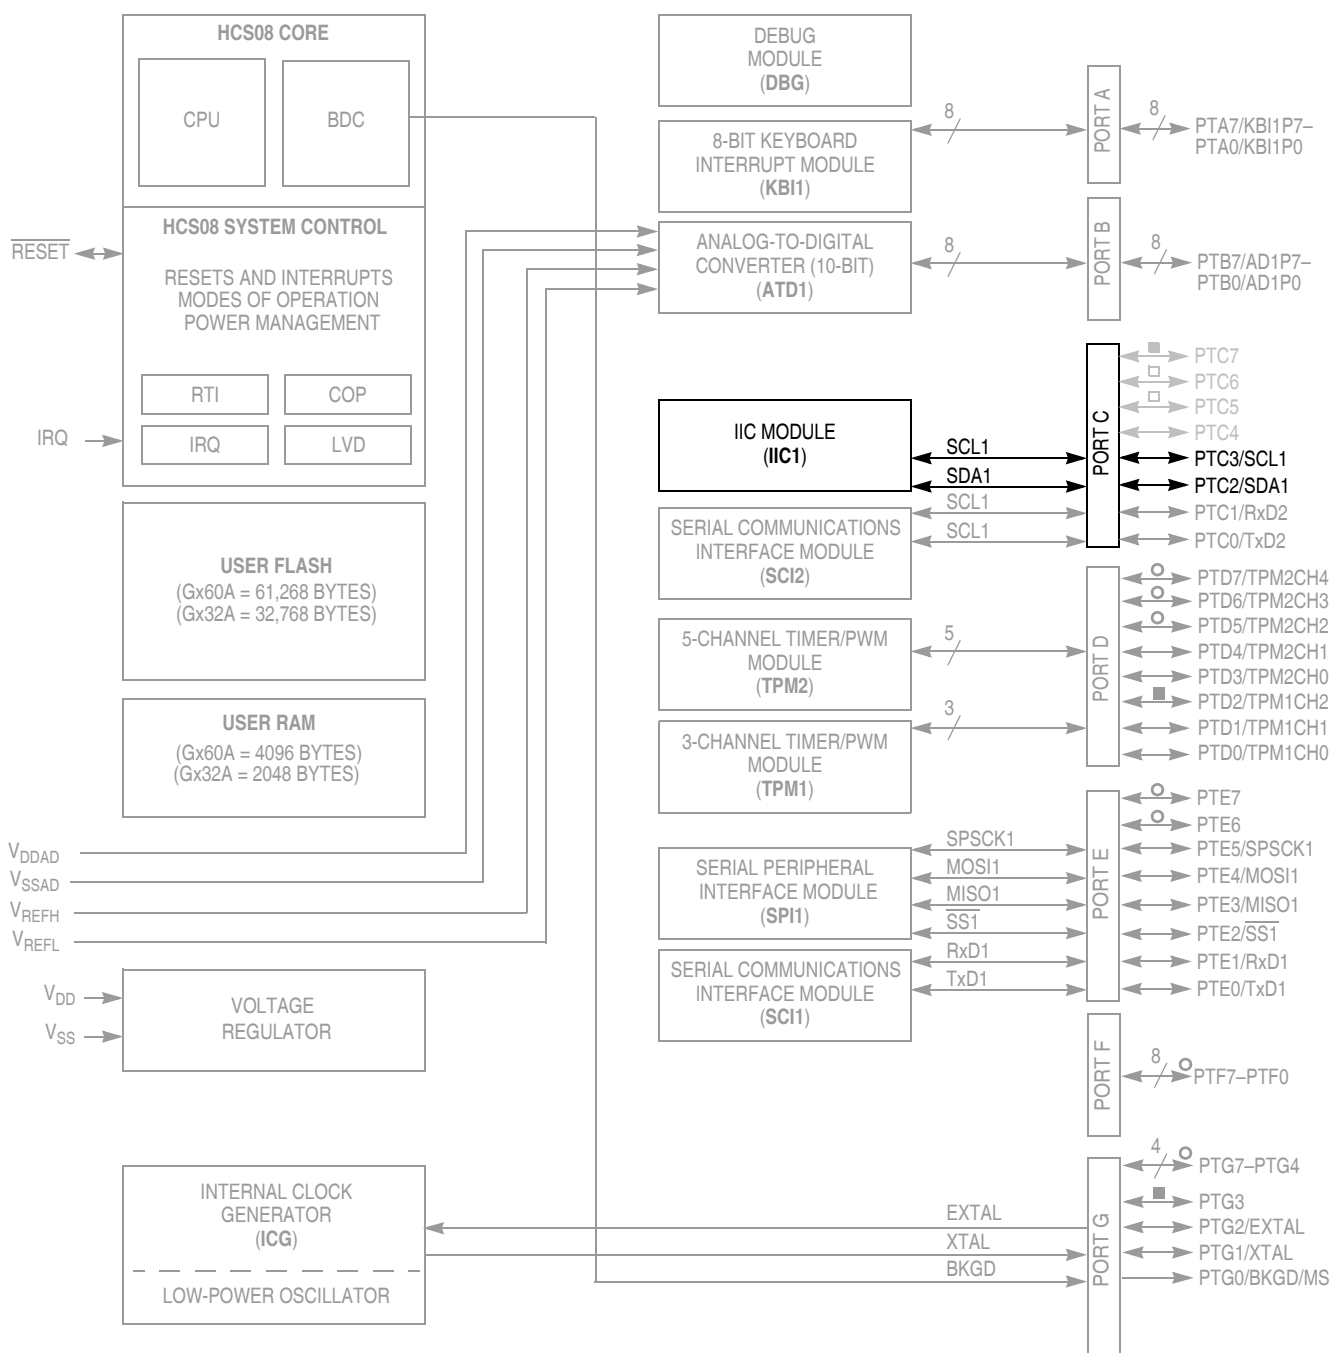 HCS08 CORE
CPU
BDC
HCS08 SYSTEM CONTROL
RESETS AND INTERRUPTS
MODES OF OPERATION
POWER MANAGEMENT
RTI
COP
IRQ
LVD
RESET
IRQ
USER FLASH
(Gx60A = 61,268 BYTES)
(Gx32A = 32,768 BYTES)
USER RAM
(Gx60A = 4096 BYTES)
(Gx32A = 2048 BYTES)
VDDAD
VSSAD
VREFH
VREFL
VDD
VSS
VOLTAGE
REGULATOR
INTERNAL CLOCK
GENERATOR
(ICG)
LOW-POWER OSCILLATOR
DEBUG
MODULE
(DBG)
8-BIT KEYBOARD
INTERRUPT MODULE
(KBI1)
8
ANALOG-TO-DIGITAL
CONVERTER (10-BIT)
(ATD1)
8
IIC MODULE
(IIC1)
SCL1
SDA1
SERIAL COMMUNICATIONS
INTERFACE MODULE
(SCI2)
SCL1
SCL1
5-CHANNEL TIMER/PWM
MODULE
(TPM2)
5
3-CHANNEL TIMER/PWM
MODULE
(TPM1)
3
SERIAL PERIPHERAL
INTERFACE MODULE
(SPI1)
SPSCK1
MOSI1
MISO1
SS1
SERIAL COMMUNICATIONS
INTERFACE MODULE
(SCI1)
RxD1
TxD1
EXTAL
XTAL
BKGD
PORT A
8
PTA7/KBI1P7–
PTA0/KBI1P0
PORT B
8
PTB7/AD1P7–
PTB0/AD1P0
PORT C
PTC7
PTC6
PTC5
PTC4
PTC3/SCL1
PTC2/SDA1
PTC1/RxD2
PTC0/TxD2
PORT D
PTD7/TPM2CH4
PTD6/TPM2CH3
PTD5/TPM2CH2
PTD4/TPM2CH1
PTD3/TPM2CH0
PTD2/TPM1CH2
PTD1/TPM1CH1
PTD0/TPM1CH0
PORT E
PTE7
PTE6
PTE5/SPSCK1
PTE4/MOSI1
PTE3/MISO1
PTE2/SS1
PTE1/RxD1
PTE0/TxD1
PORT F
8
PTF7–PTF0
PORT G
4
PTG7–PTG4
PTG3
PTG2/EXTAL
PTG1/XTAL
PTG0/BKGD/MS